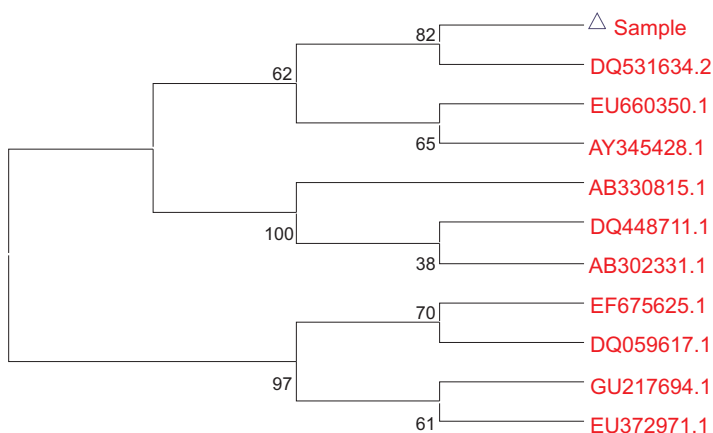 82
△ Sample
DQ531634.2
62
EU660350.1
65
AY345428.1
AB330815.1
100
DQ448711.1
38
AB302331.1
70
EF675625.1
DQ059617.1
97
GU217694.1
61
EU372971.1